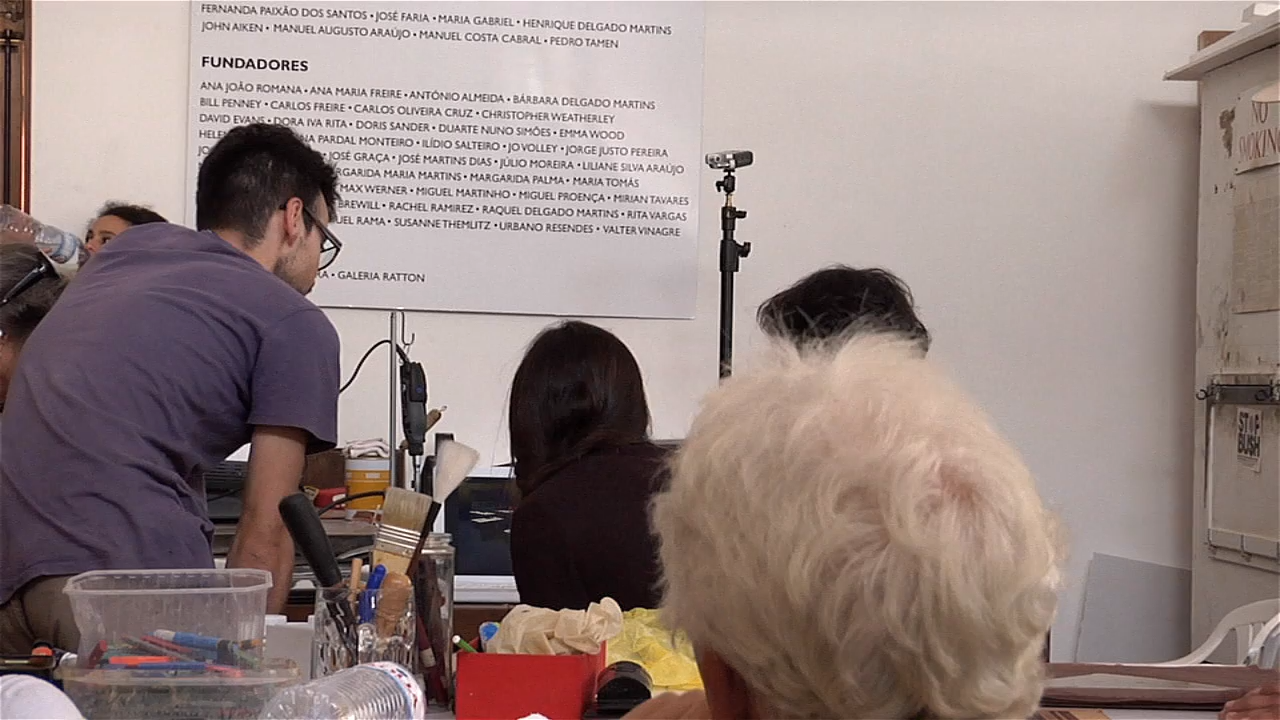 FERNANDA PAIXÃO DOS SANTOS • JOSÉ FARIA • MARIA GABRIEL • HENRIQUE DELGADO MARTINS
JOHN AIKEN • MANUEL AUGUSTO ARAÚJO • MANUEL COSTA CABRAL • PEDRO TAMEN
FUNDADORES
ANA JOÃO ROMANA • ANA MARIA FREIRE • ANTÓNIO ALMEIDA • BÁRBARA DELGADO MARTINS
BILL PENNEY • CARLOS FREIRE • CARLOS OLIVEIRA CRUZ • CHRISTOPHER WEATHERLEY
DAVID EVANS • DORA IVA RITA • DORIS SANDER • DUARTE NUNO SIMÕES • EMMA WOOD
PARDAL MONTEIRO • ILÍDIO SALTEIRO • JO VOLLEY • JORGE JUSTO PEREIRA
JOSÉ GRAÇA • JOSÉ MARTINS DIAS • JÚLIO MOREIRA • LILIANE SILVA ARAÚJO
MARIA MARTINS • MARGARIDA PALMA • MARIA TOMÁS
MAX WERNER • MIGUEL MARTINHO • MIGUEL PROENÇA • MIRIAN TAVARES
BREWILL • RACHEL RAMIREZ • RAQUEL DELGADO MARTINS • RITA VARGAS
RAMA • SUSANNE THEMLITZ • URBANO RESENDES • VALTER VINAGRE
• GALERIA RATTON
NO
SMOKING
STOP
BUSH